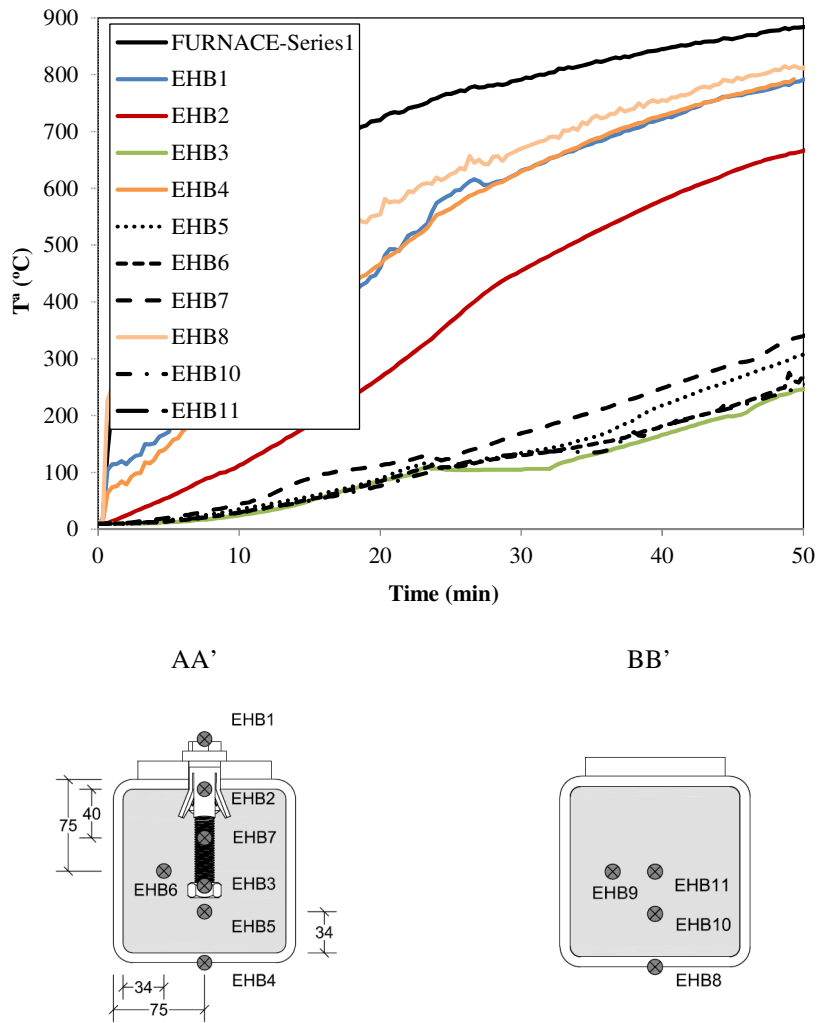 900
800
700
600
500
400
300
200
100
0
Tª (ºC)
FURNACE-Series1
EHB1
EHB2
EHB3
EHB4
EHB5
EHB6
EHB7
EHB8
EHB10
EHB11
0 10 20 30 40 50
Time (min)
AA’ BB’
EHB1
EHB2
75 40
EHB7
EHB6 EHB3
EHB5
34
EHB4
34
75
EHB9 EHB11
EHB10
EHB8